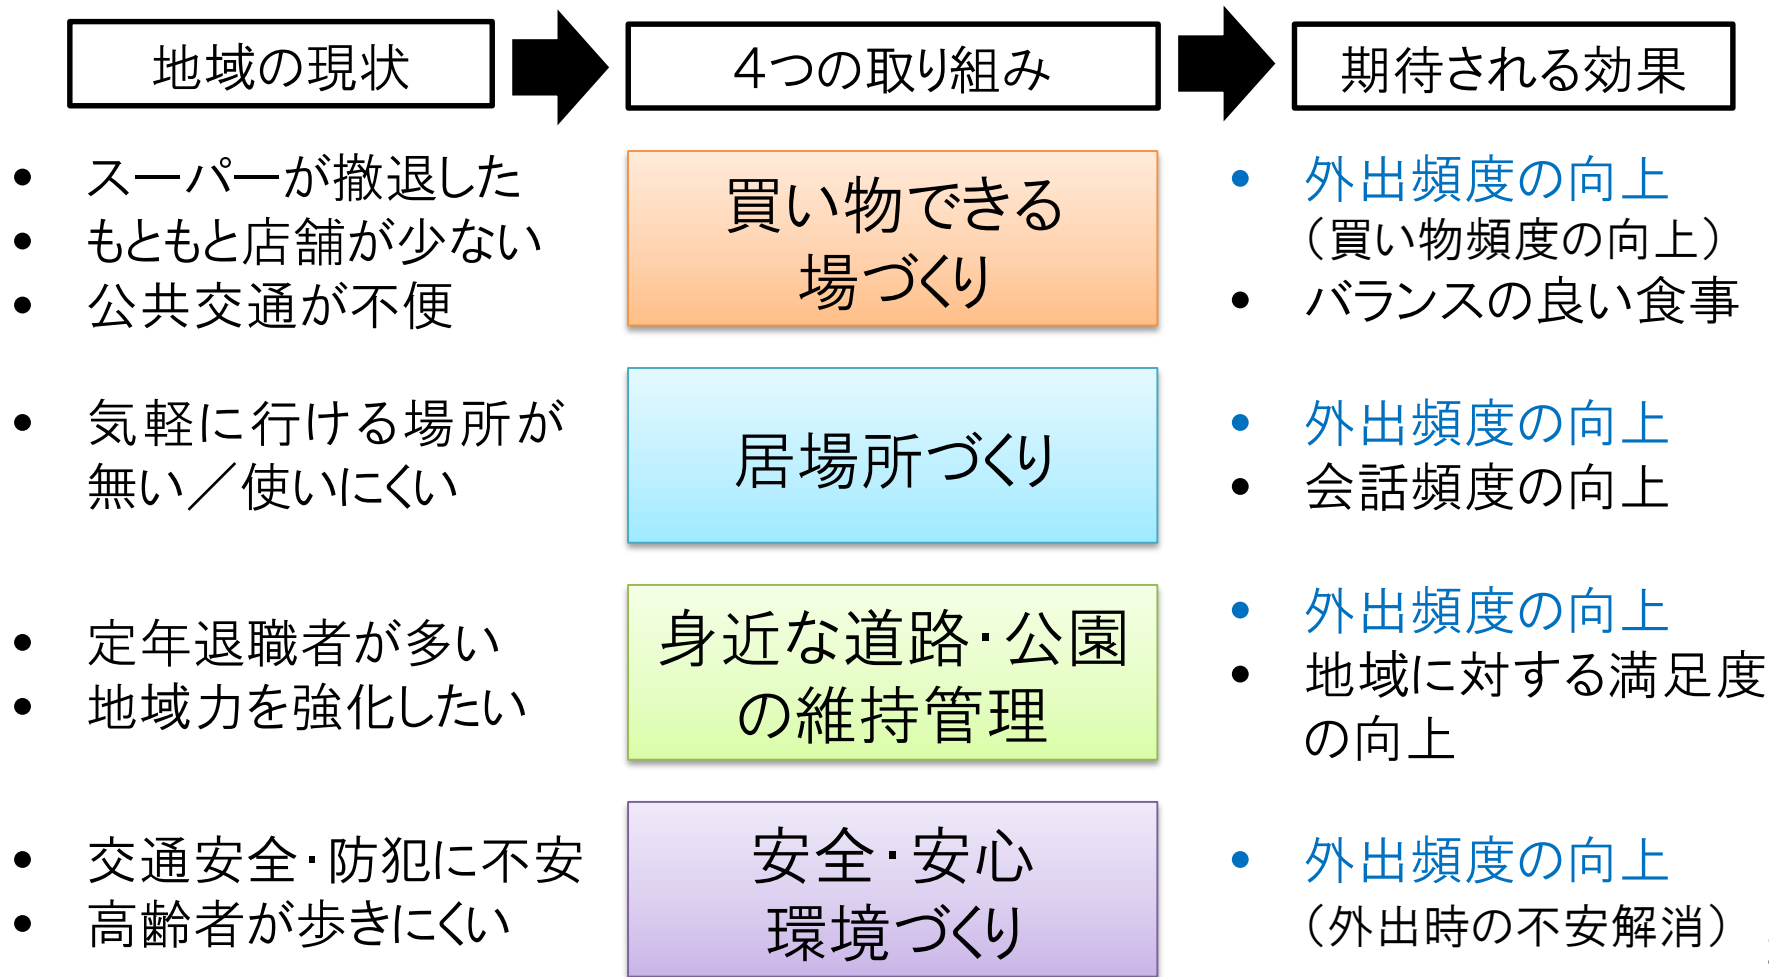 地域の現状
4つの取り組み
期待される効果
• スーパーが撤退した
• もともと店舗が少ない
• 公共交通が不便
買い物できる
場づくり
• 外出頻度の向上
（買い物頻度の向上）
• バランスの良い食事
• 気軽に行ける場所が
無い／使いにくい
居場所づくり
• 外出頻度の向上
• 会話頻度の向上
• 定年退職者が多い
• 地域力を強化したい
身近な道路・公園
の維持管理
• 外出頻度の向上
• 地域に対する満足度
の向上
• 交通安全・防犯に不安
• 高齢者が歩きにくい
安全・安心
環境づくり
• 外出頻度の向上
（外出時の不安解消）